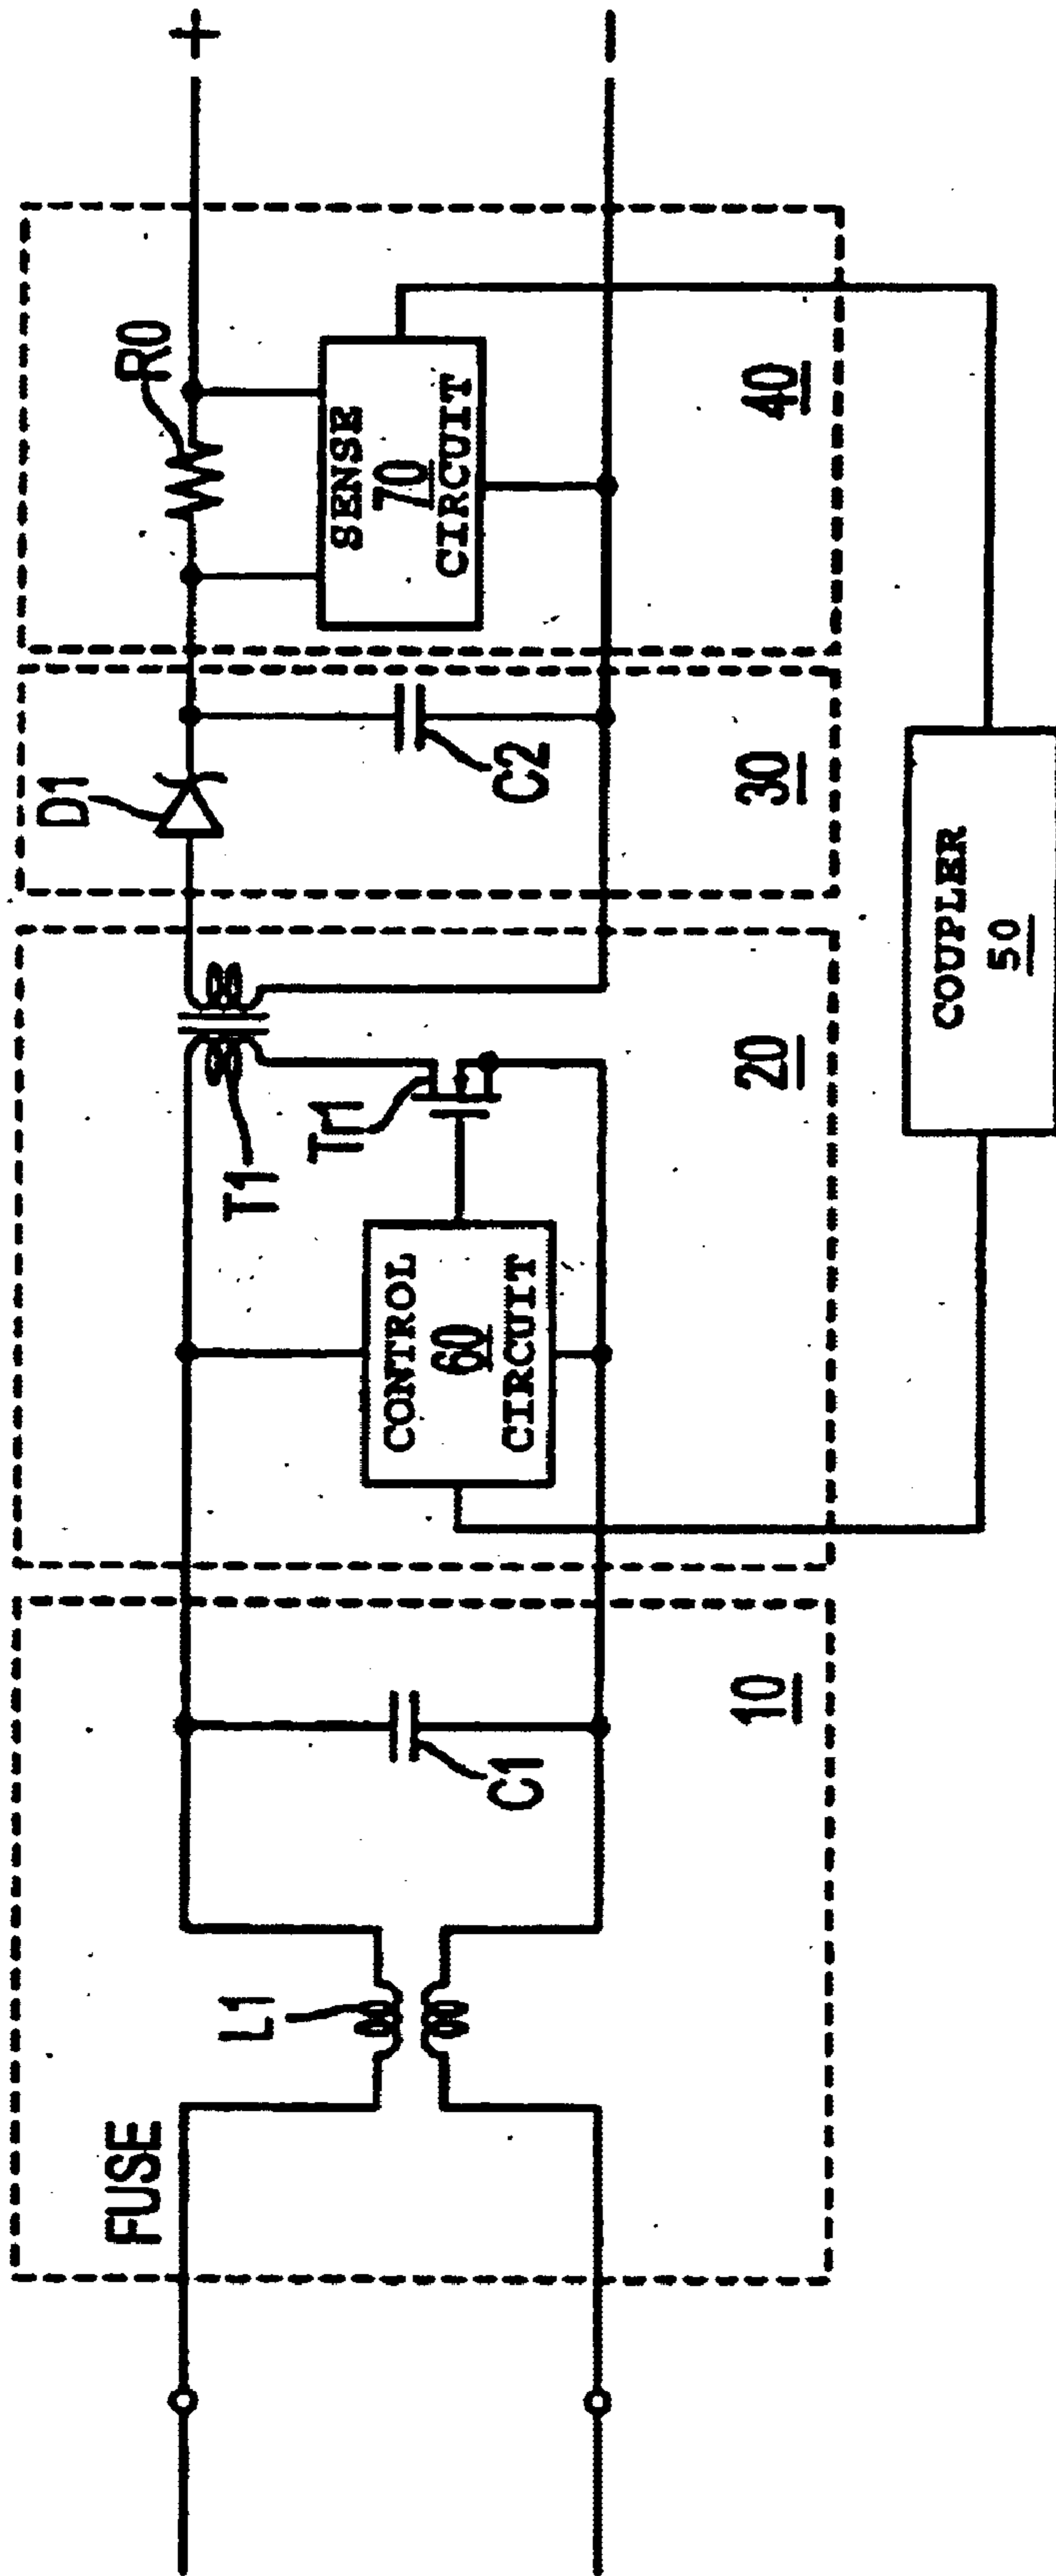 FUSE
L1
C1
10
CONTROL
60
CIRCUIT
T1
Tr1
20
D1
C2
30
R0
SENSE
70
CIRCUIT
40
+
−
COUPLER
50